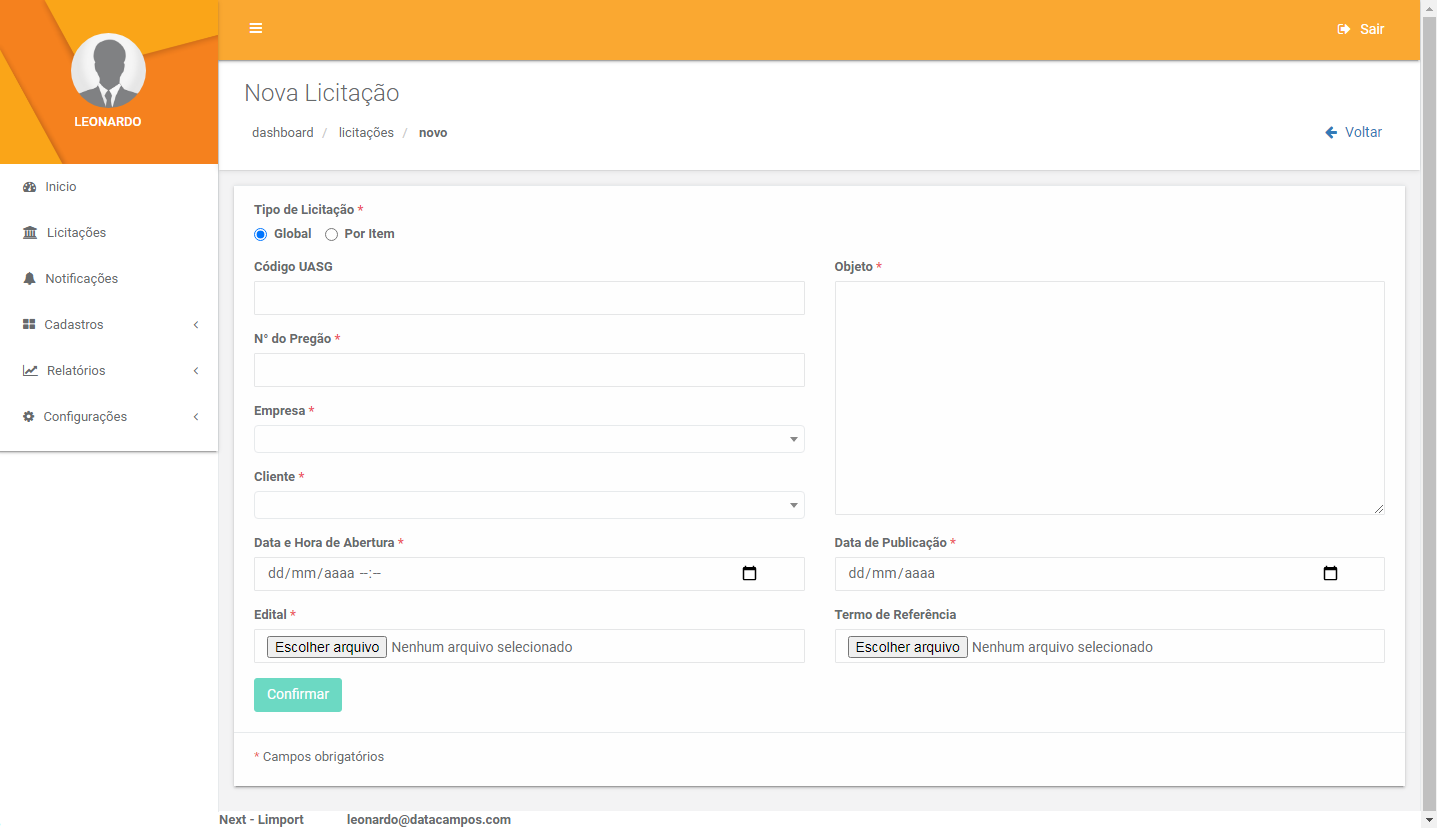 Sair
LEONARDO
Nova Licitação
dashboard / licitações / novo
Voltar
Inicio
Licitações
Notificações
Cadastros
Relatórios
Configurações
Tipo de Licitação *
Global Por Item
Código UASG
Objeto *
N° do Pregão *
Empresa *
Cliente *
Data e Hora de Abertura *
Data de Publicação *
dd/mm/aaaa --:--
dd/mm/aaaa
Edital *
Termo de Referência
Escolher arquivo Nenhum arquivo selecionado
Escolher arquivo Nenhum arquivo selecionado
Confirmar
* Campos obrigatórios
Next - Limport leonardo@datacampos.com